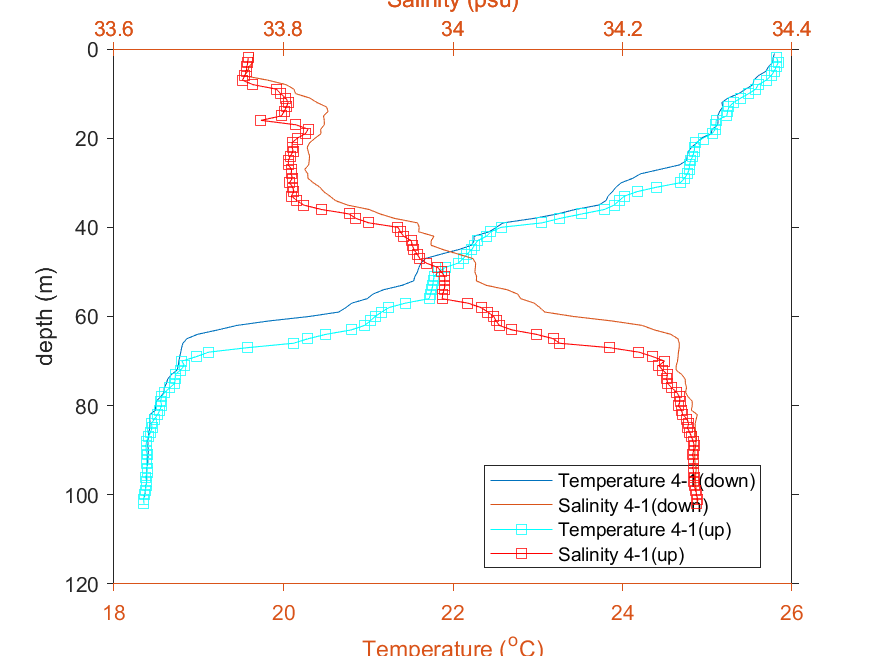 Salinity (psu)
33.6 33.8 34 34.2 34.4
0
20
40
60
80
100
120
depth (m)
Temperature 4-1(down)
Salinity 4-1(down)
Temperature 4-1(up)
Salinity 4-1(up)
18 20 22 24 26
Temperature (°C)